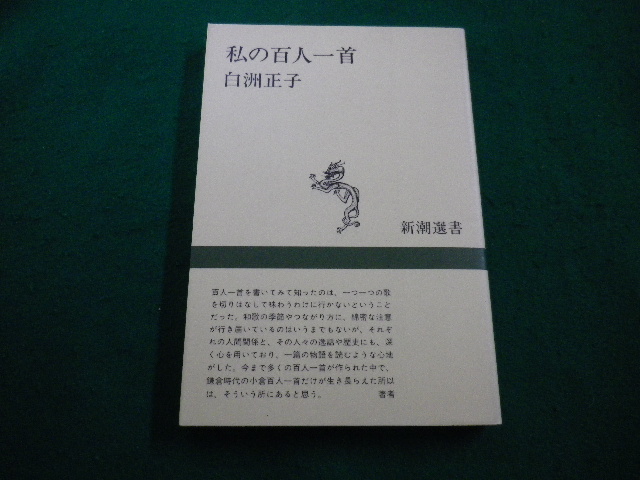 私の百人一首
白洲正子
新潮選書
百人一首を書いてみて知ったのは、一つ一つの歌
を切りはなして味わうわけに行かないということ
だった。和歌の季節やつながり方に、綿密な注意
が行き届いているのはいうまでもないが、それぞ
れの人間関係と、その人々の逸話や歴史にも、深
く心を用いており、一篇の物語を読むような心地
がした。今まで多くの百人一首が作られた中で、
鎌倉時代の小倉百人一首だけが生き長らえた所以
は、そういう所にあると思う。 著者